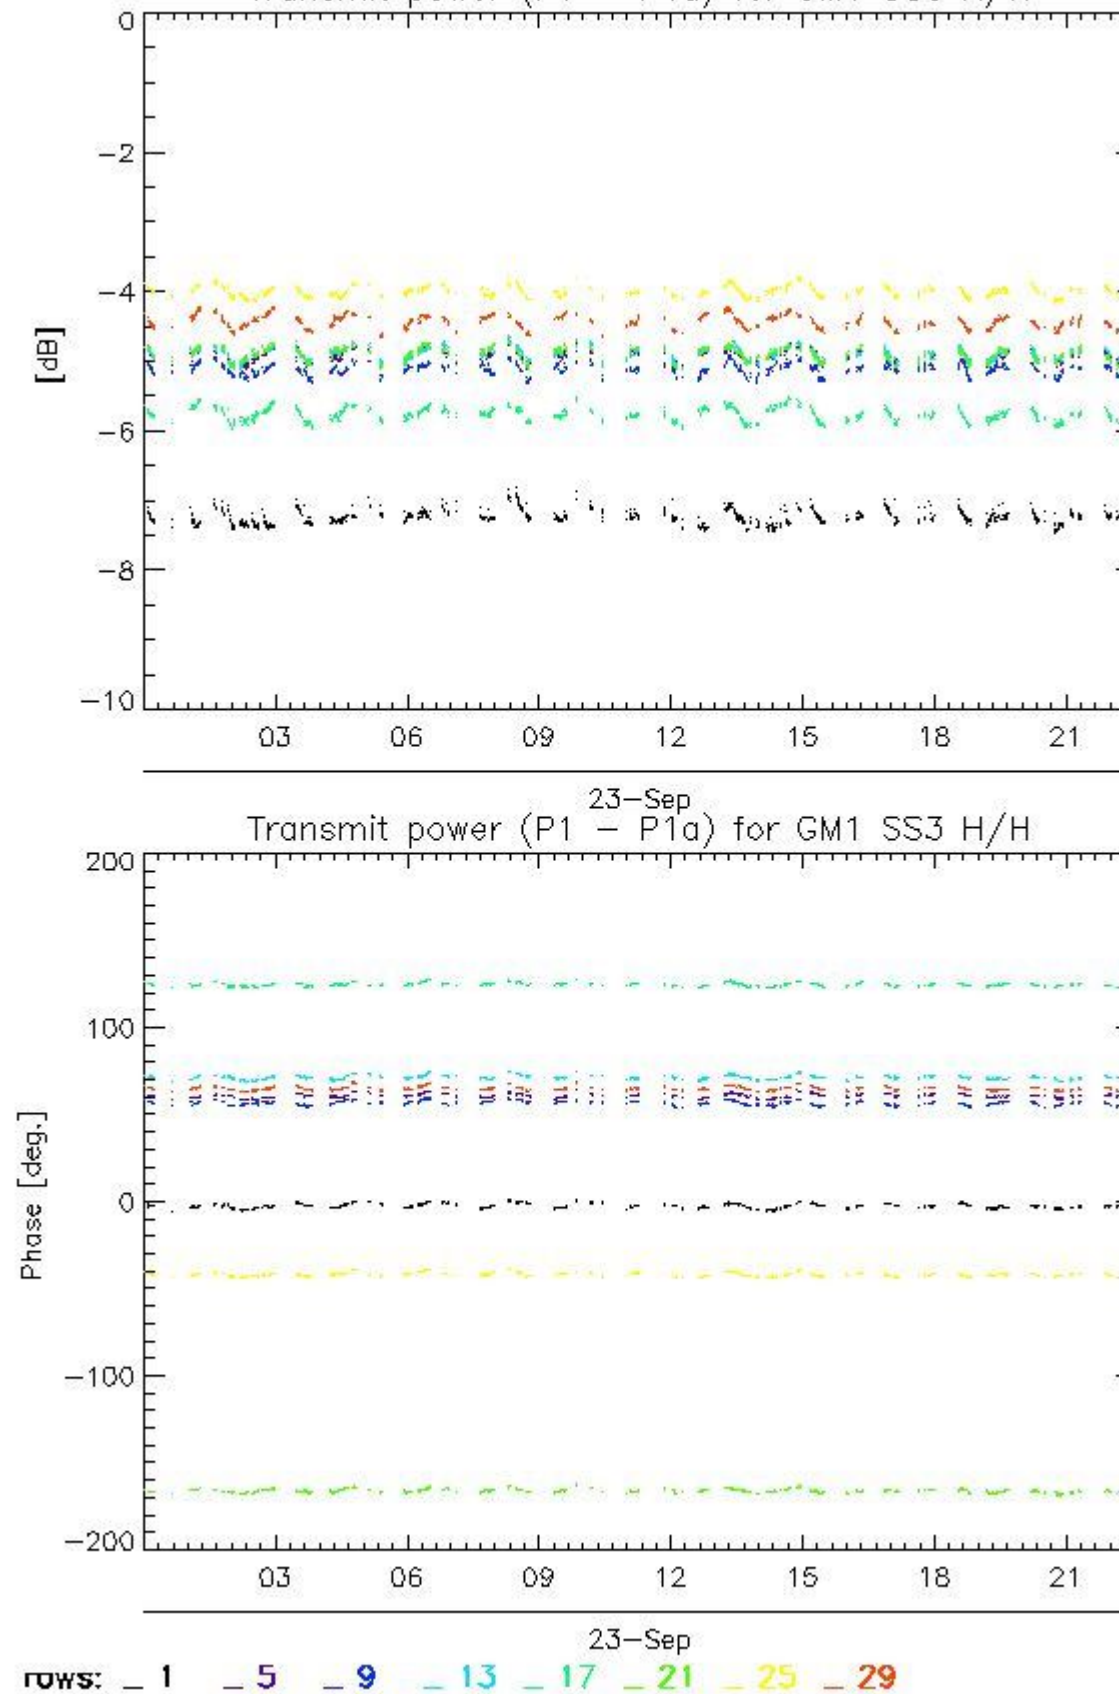 0
-2
-4
[dB]
-6
-8
-10
03 06 09 12 15 18 21
23-Sep
Transmit power (P1 - P1a) for GM1 SS3 H/H
200
100
0
Phase [deg.]
-100
-200
03 06 09 12 15 18 21
23-Sep
rows: _ 1 _ 5 _ 9 _ 13 _ 17 _ 21 _ 25 _ 29